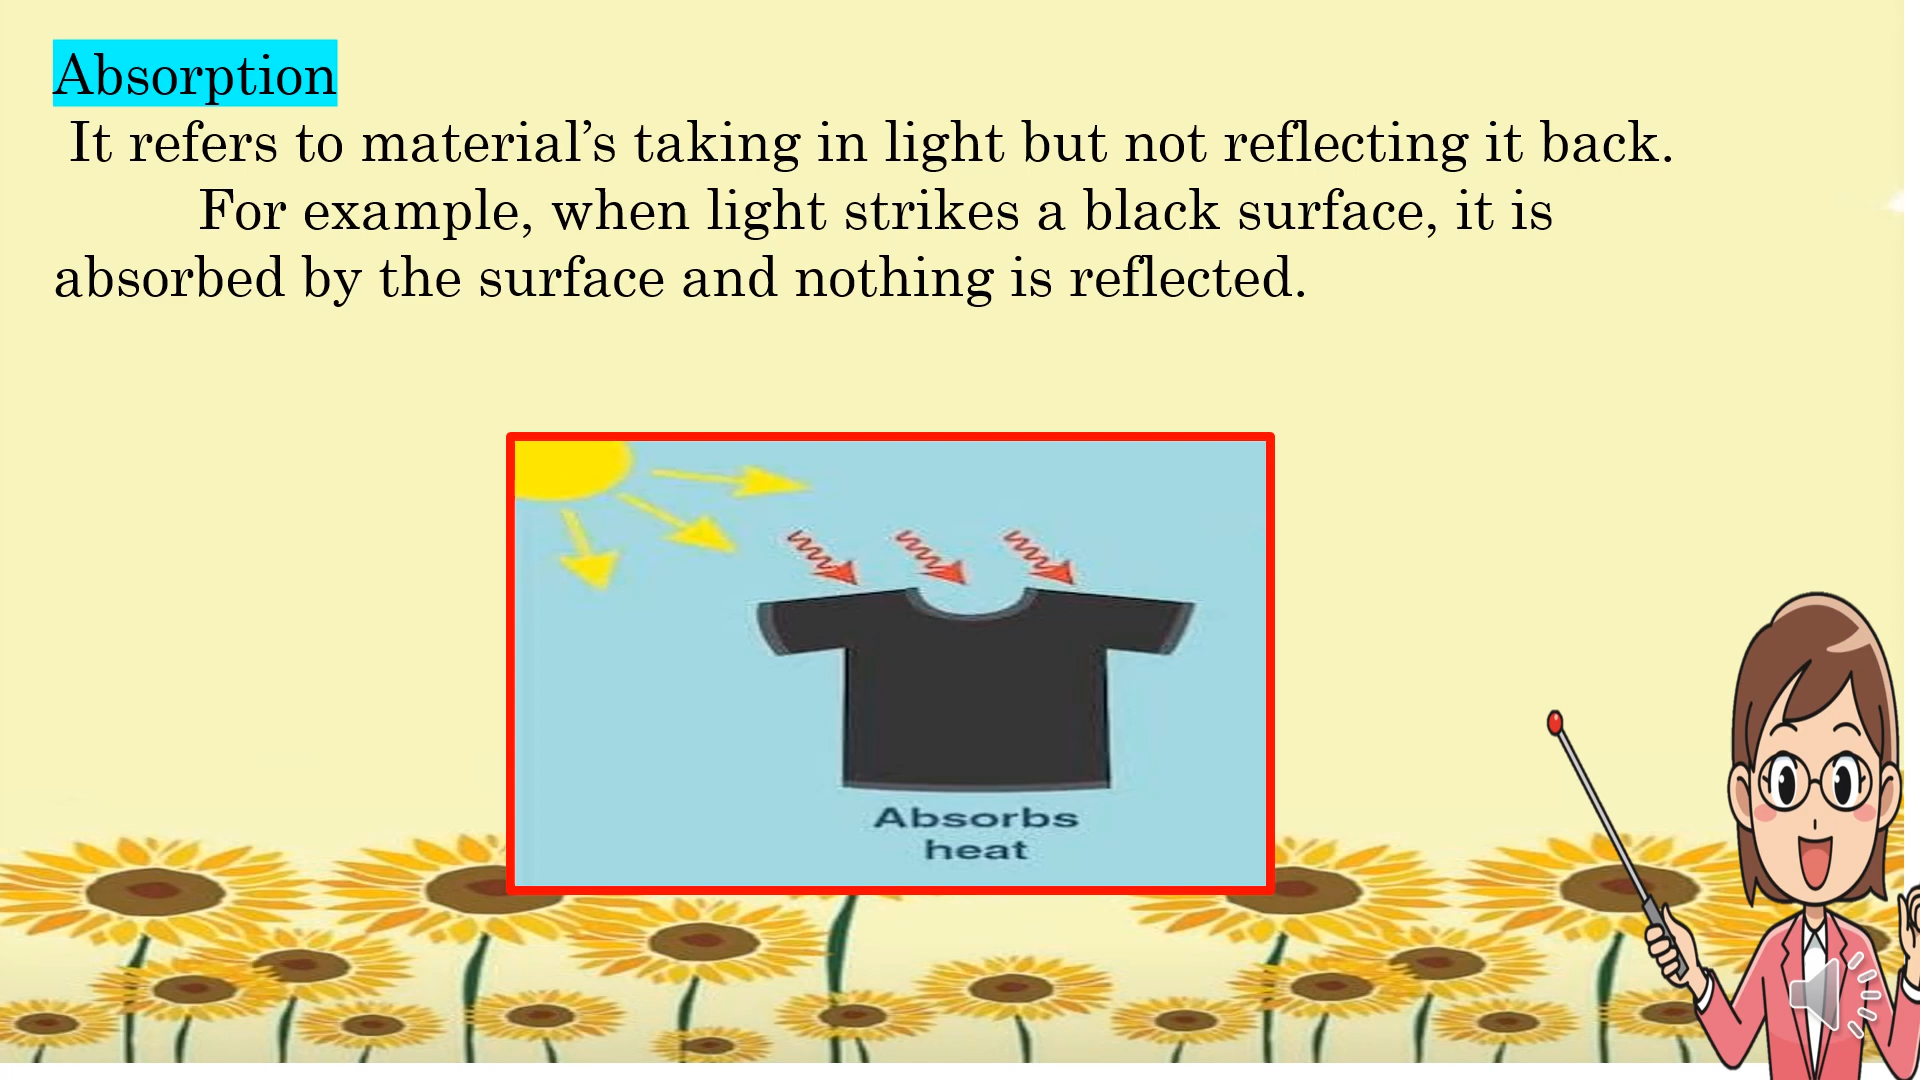 Absorption
It refers to material’s taking in light but not reflecting it back.
For example, when light strikes a black surface, it is
absorbed by the surface and nothing is reflected.
Absorbs
heat